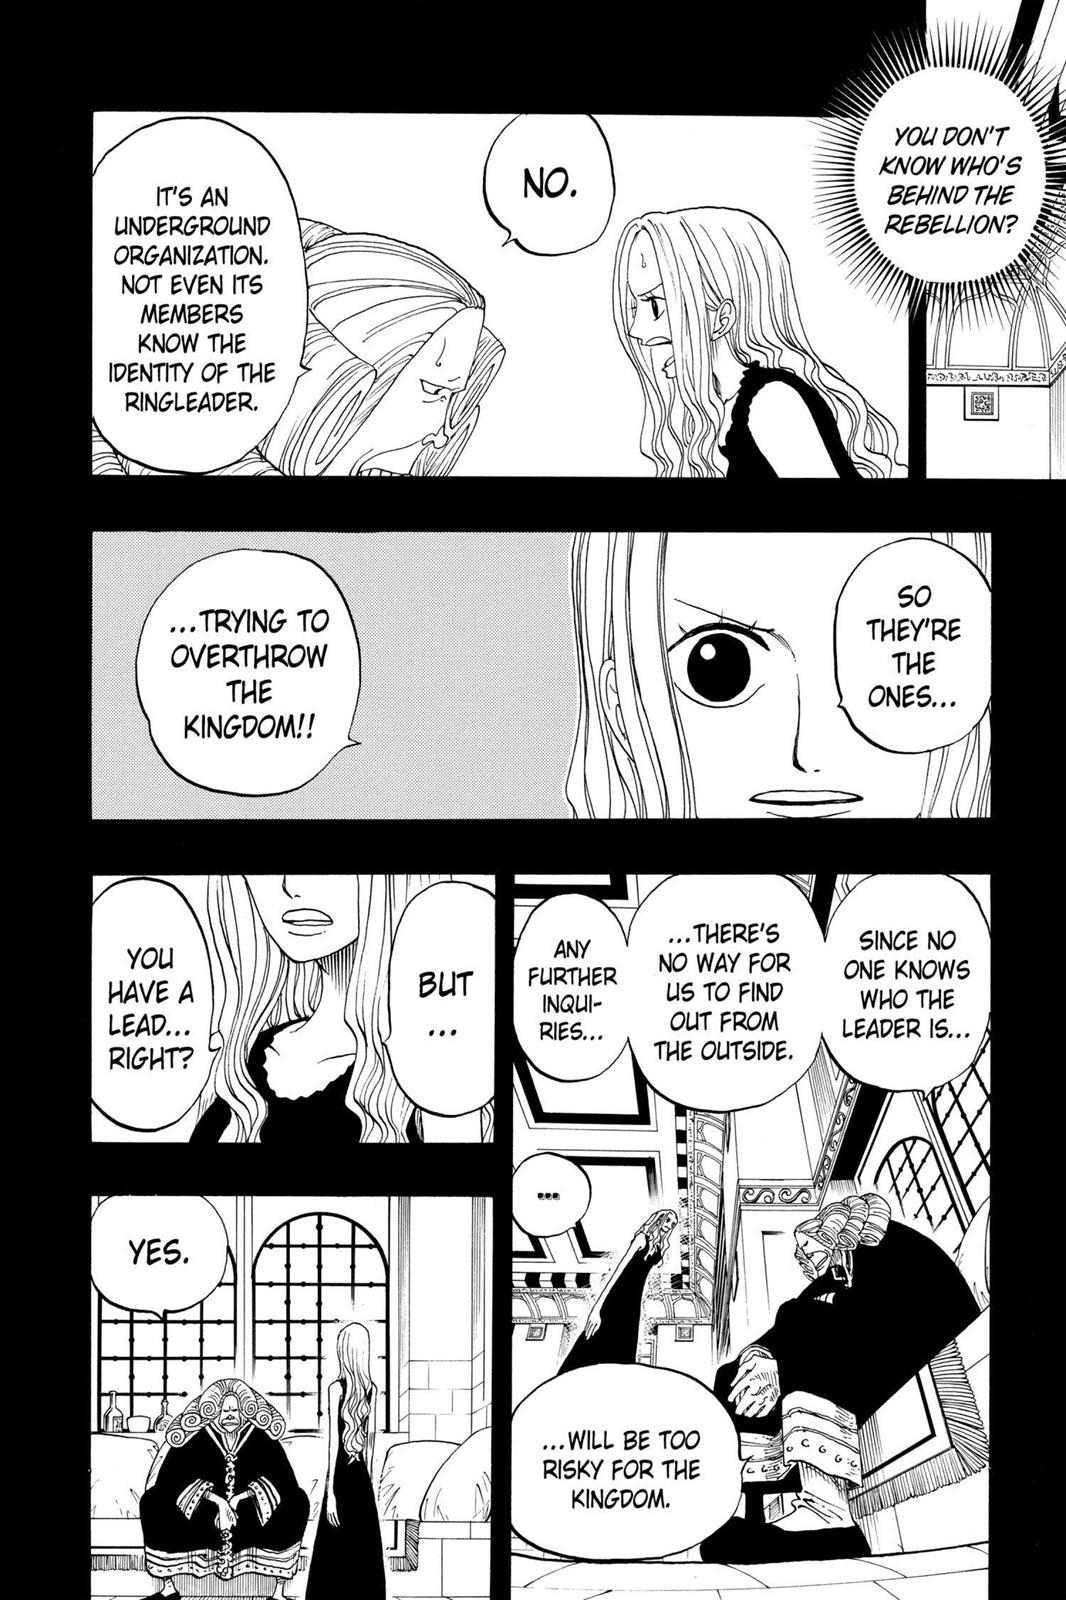 YOU DON'T
KNOW WHO'S
BEHIND THE
REBELLION?
NO.
IT'S AN
UNDERGROUND
ORGANIZATION.
NOT EVEN ITS
MEMBERS
KNOW THE
IDENTITY OF THE
RINGLEADER.
SO
THEY'RE
THE
ONES...
...TRYING TO
OVERTHROW
THE
KINGDOM!!
SINCE NO
ONE KNOWS
WHO THE
LEADER IS...
...THERE'S
NO WAY FOR
US TO FIND
OUT FROM
THE OUTSIDE.
ANY
FURTHER
INQUI-
RIES...
...WILL BE TOO
RISKY FOR THE
KINGDOM.
...
BUT
...
YOU
HAVE A
LEAD...
RIGHT?
YES.